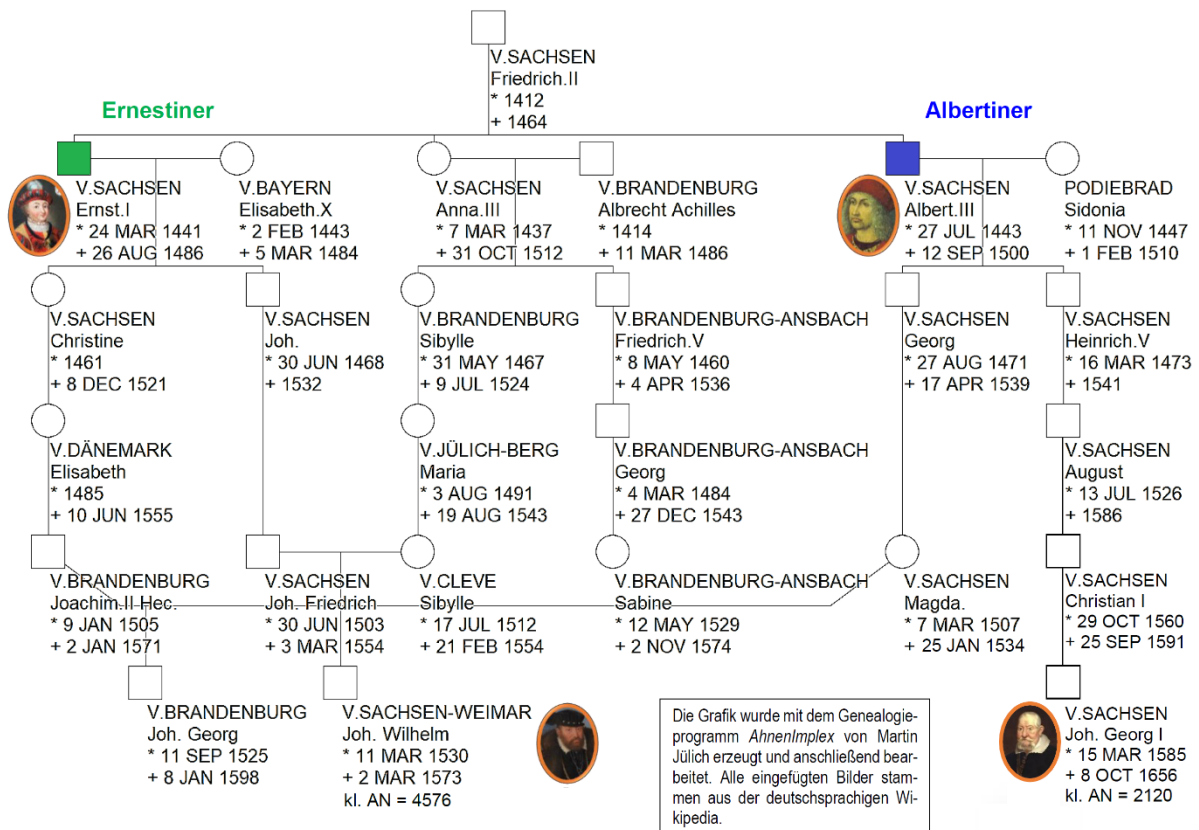 V.SACHSEN
Friedrich.II
* 1412
+ 1464
Ernestiner
Albertiner
V.SACHSEN
Ernst.I
* 24 MAR 1441
+ 26 AUG 1486
V.BAYERN
Elisabeth.X
* 2 FEB 1443
+ 5 MAR 1484
V.SACHSEN
Anna.III
* 7 MAR 1437
+ 31 OCT 1512
V.BRANDENBURG
Albrecht Achilles
* 1414
+ 11 MAR 1486
V.SACHSEN
Albert.III
* 27 JUL 1443
+ 12 SEP 1500
PODIEBRAD
Sidonia
* 11 NOV 1447
+ 1 FEB 1510
V.SACHSEN
Christine
* 1461
+ 8 DEC 1521
V.SACHSEN
Joh.
* 30 JUN 1468
+ 1532
V.BRANDENBURG
Sibylle
* 31 MAY 1467
+ 9 JUL 1524
V.BRANDENBURG-ANSBACH
Friedrich.V
* 8 MAY 1460
+ 4 APR 1536
V.SACHSEN
Georg
* 27 AUG 1471
+ 17 APR 1539
V.SACHSEN
Heinrich.V
* 16 MAR 1473
+ 1541
V.DÄNEMARK
Elisabeth
* 1485
+ 10 JUN 1555
V.JÜLICH-BERG
Maria
* 3 AUG 1491
+ 19 AUG 1543
V.BRANDENBURG-ANSBACH
Georg
* 4 MAR 1484
+ 27 DEC 1543
V.SACHSEN
August
* 13 JUL 1526
+ 1586
V.BRANDENBURG
Joachim.II Hec.
* 9 JAN 1505
+ 2 JAN 1571
V.SACHSEN
Joh. Friedrich
* 30 JUN 1503
+ 3 MAR 1554
V.CLEVE
Sibylle
* 17 JUL 1512
+ 21 FEB 1554
V.BRANDENBURG-ANSBACH
Sabine
* 12 MAY 1529
+ 2 NOV 1574
V.SACHSEN
Magda.
* 7 MAR 1507
+ 25 JAN 1534
V.SACHSEN
Christian I
* 29 OCT 1560
+ 25 SEP 1591
V.BRANDENBURG
Joh. Georg
* 11 SEP 1525
+ 8 JAN 1598
V.SACHSEN-WEIMAR
Joh. Wilhelm
* 11 MAR 1530
+ 2 MAR 1573
kl. AN = 4576
Die Grafik wurde mit dem Genealogie-
programm AhnenImplex von Martin
Jülich erzeugt und anschließend bear-
beitet. Alle eingefügten Bilder stam-
men aus der deutschsprachigen Wi-
kipedia.
V.SACHSEN
Joh. Georg I
* 15 MAR 1585
+ 8 OCT 1656
kl. AN = 2120